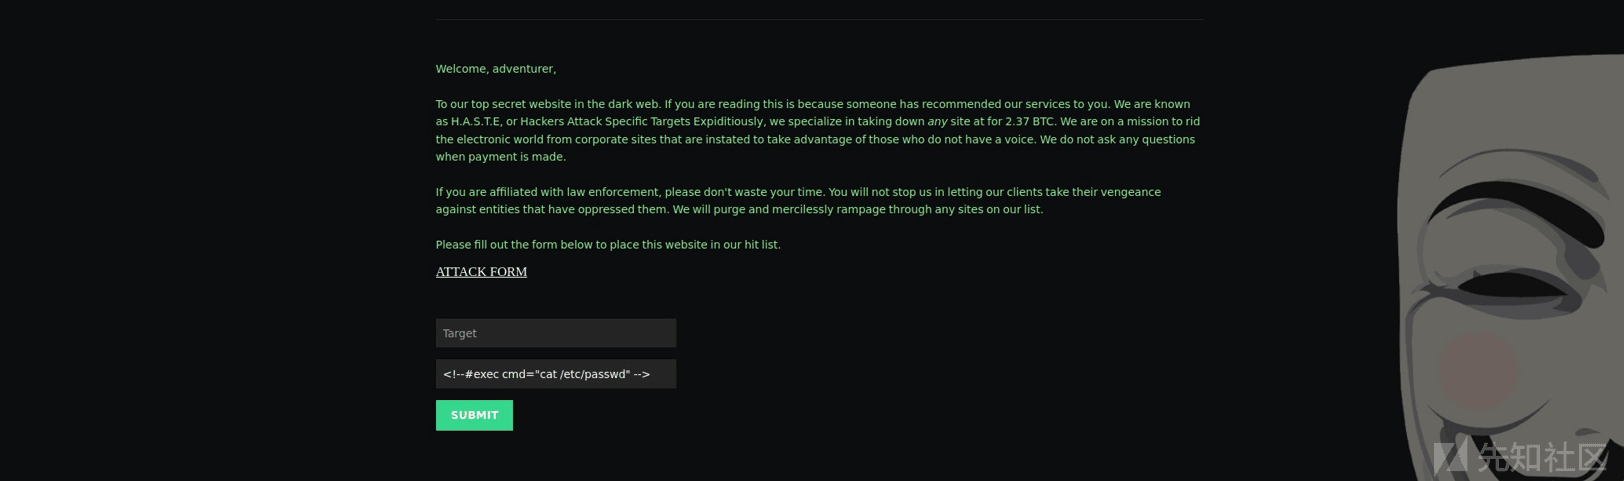 Welcome, adventurer,
To our top secret website in the dark web. If you are reading this is because someone has recommended our services to you. We are known
as H.A.S.T.E, or Hackers Attack Specific Targets Expiditiously, we specialize in taking down any site at for 2.37 BTC. We are on a mission to rid
the electronic world from corporate sites that are instated to take advantage of those who do not have a voice. We do not ask any questions
when payment is made.
If you are affiliated with law enforcement, please don't waste your time. You will not stop us in letting our clients take their vengeance
against entities that have oppressed them. We will purge and mercilessly rampage through any sites on our list.
Please fill out the form below to place this website in our hit list.
ATTACK FORM
Target
<!--#exec cmd="cat /etc/passwd" -->
SUBMIT
先知社区